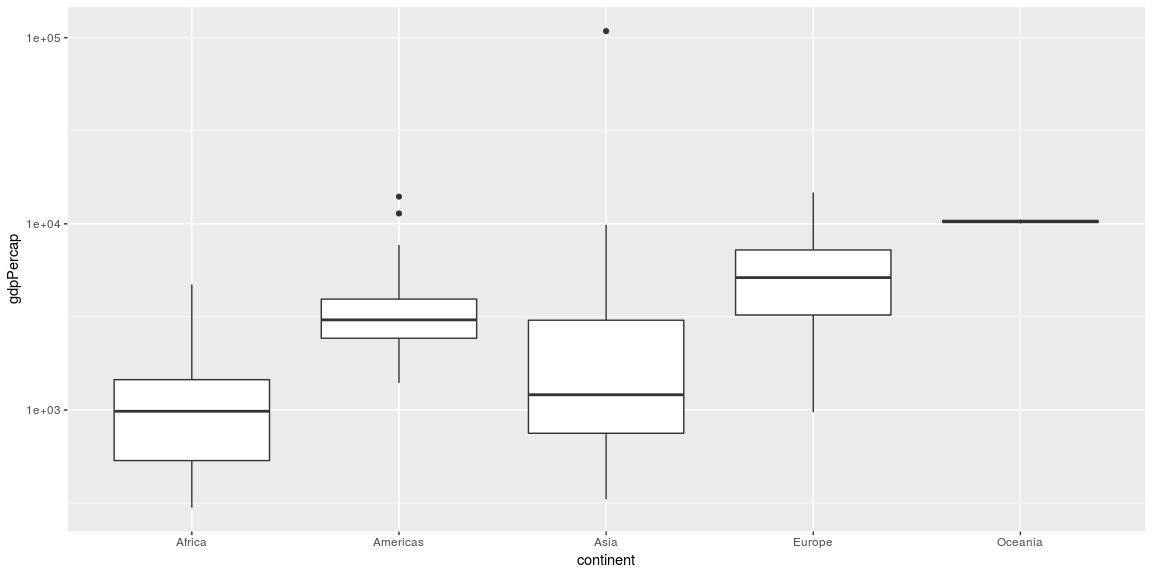 gdpPercap
1e+05
1e+04
1e+03
Africa Americas Asia Europe Oceania
continent